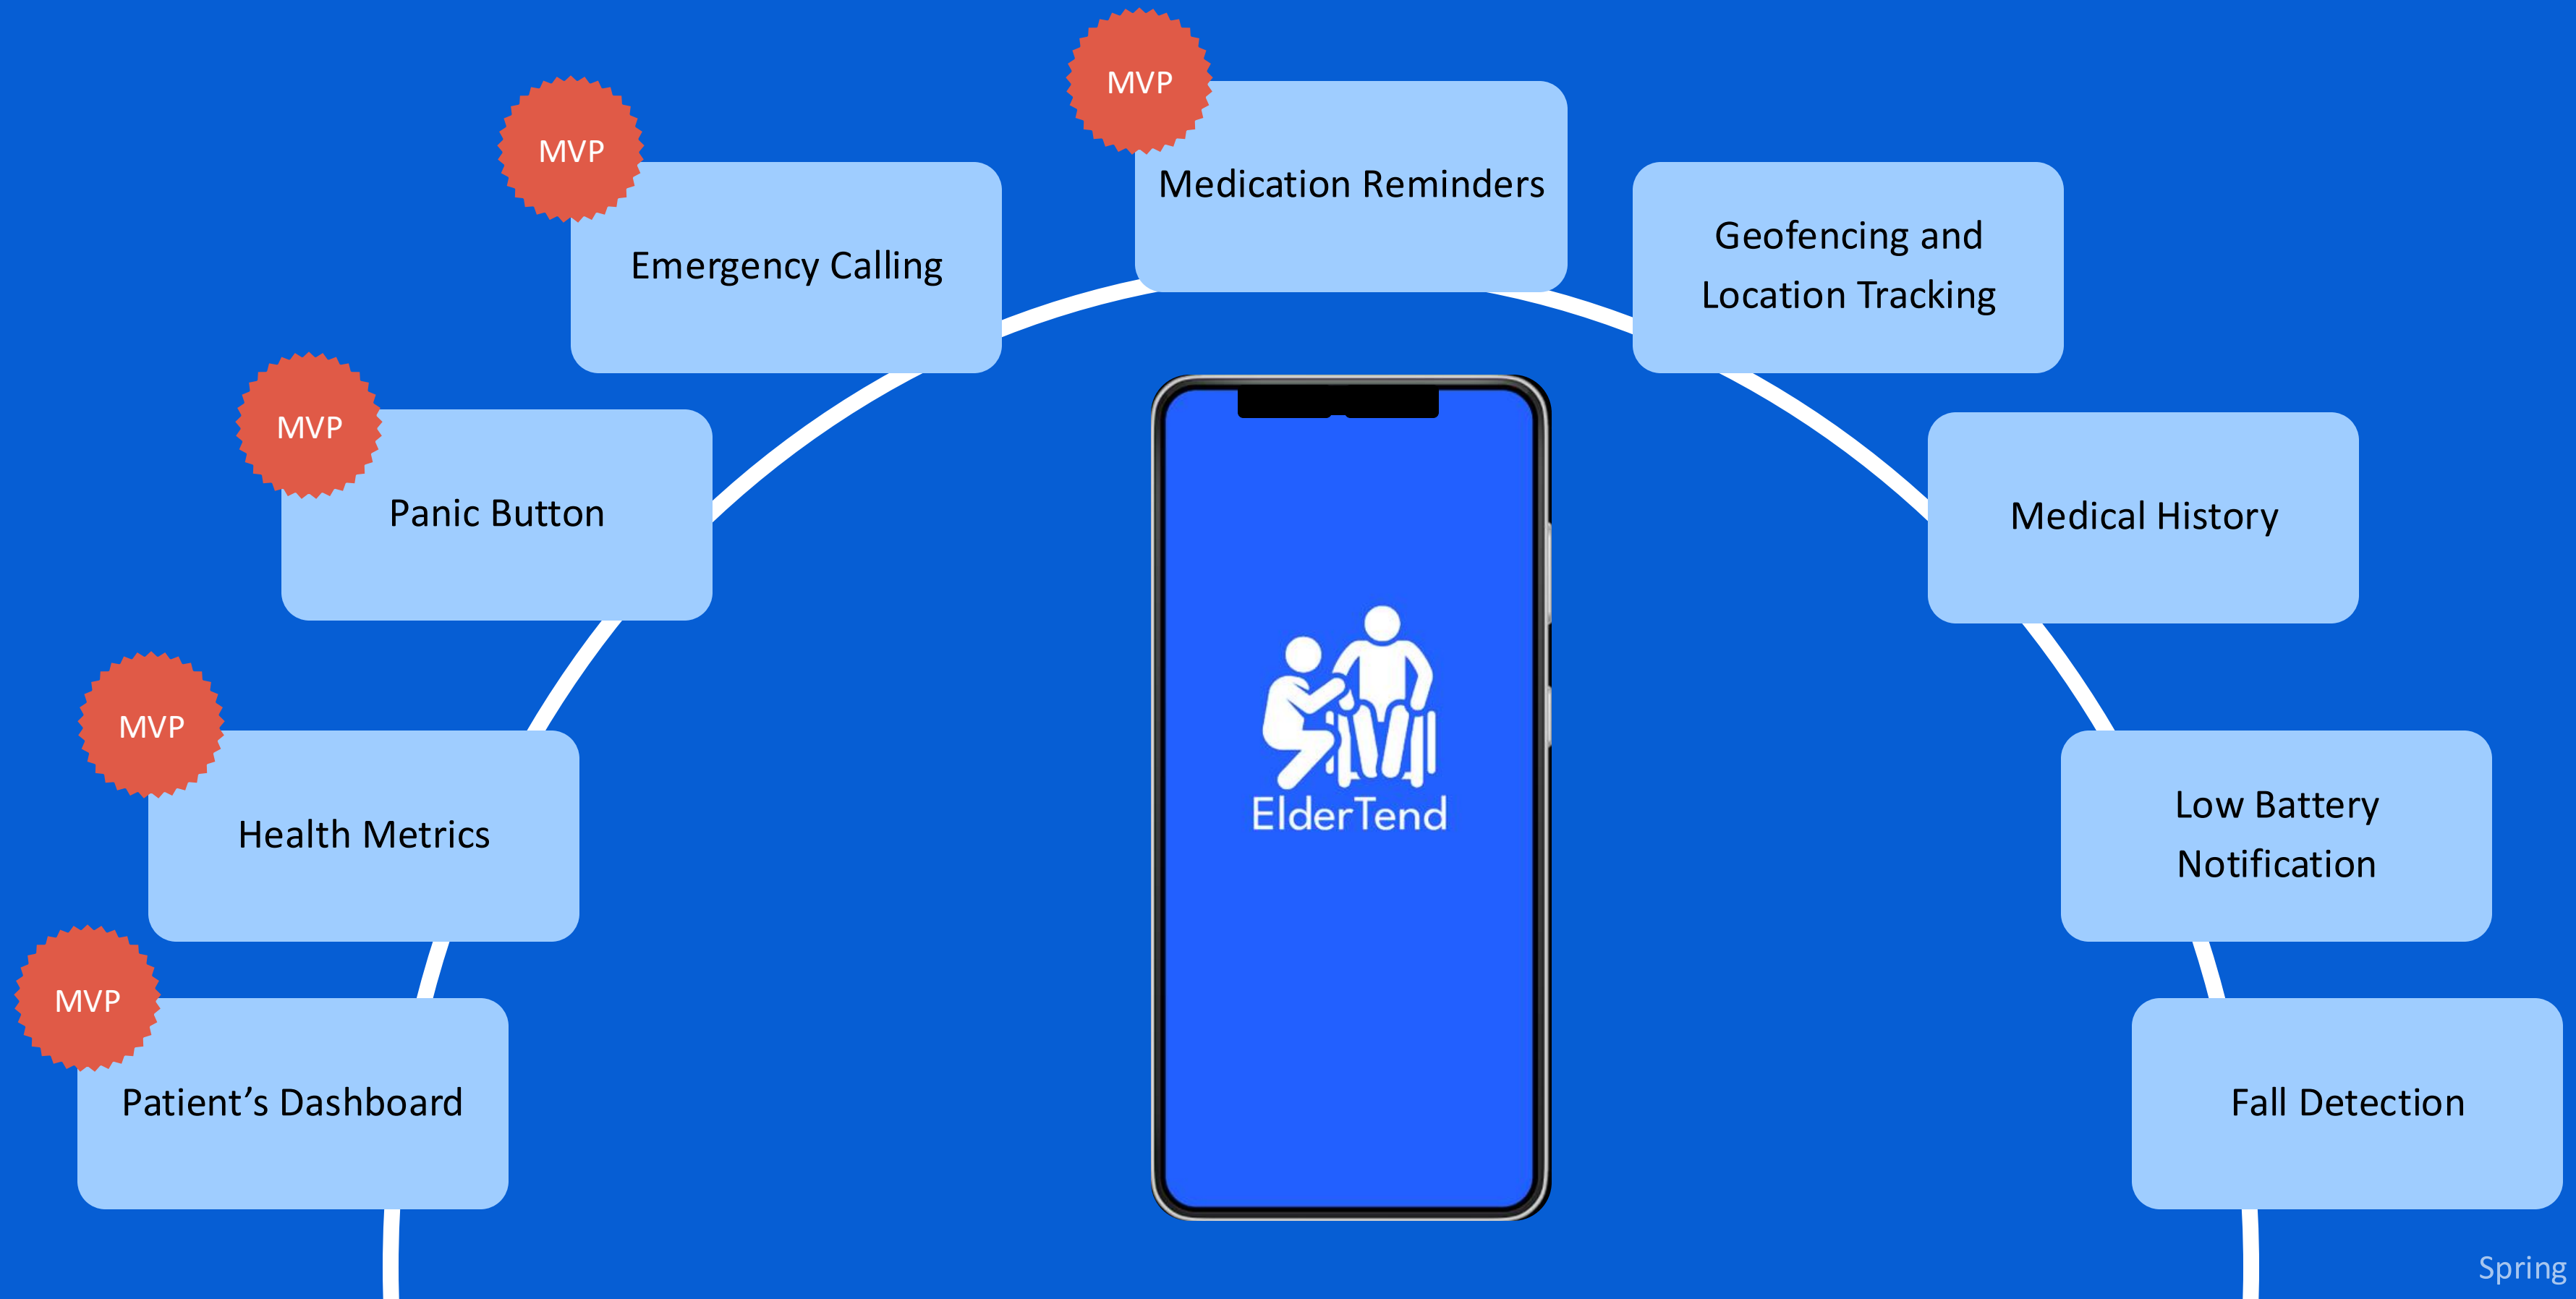 MVP
Medication Reminders
MVP
Emergency Calling
Geofencing and
Location Tracking
MVP
Panic Button
Medical History
MVP
Health Metrics
Low Battery
Notification
MVP
Patient’s Dashboard
Fall Detection
ElderTend
Spring